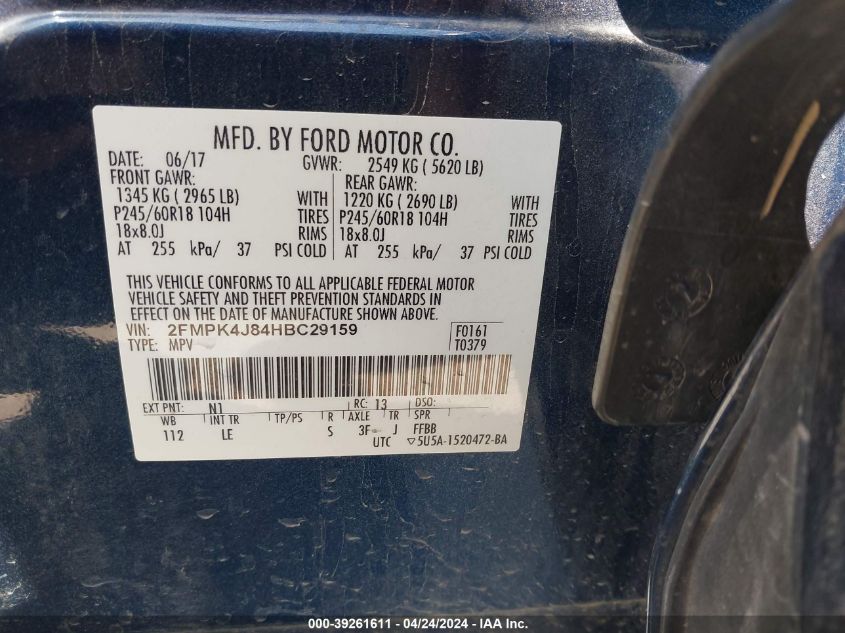 MFD. BY FORD MOTOR CO.
DATE: 06/17 GVWR: 2549 KG ( 5620 LB)
FRONT GAWR: REAR GAWR:
1345 KG ( 2965 LB) WITH 1220 KG ( 2690 LB) WITH
P245/60R18 104H TIRES P245/60R18 104H TIRES
18x8.0J RIMS 18x8.0J RIMS
AT 255 kPa/ 37 PSI COLD AT 255 kPa/ 37 PSI COLD
THIS VEHICLE CONFORMS TO ALL APPLICABLE FEDERAL MOTOR
VEHICLE SAFETY AND THEFT PREVENTION STANDARDS IN
EFFECT ON THE DATE OF MANUFACTURE SHOWN ABOVE.
VIN: 2FMPK4J84HBC29159 F0161
TYPE: MPV T0379
EXT PNT: N1 RC: 13 DSO:
WB INT TR TP/PS R AXLE TR SPR
112 LE S 3F J FFBB
UTC ▽5U5A-1520472-BA
000-39261611 - 04/24/2024 - IAA Inc.